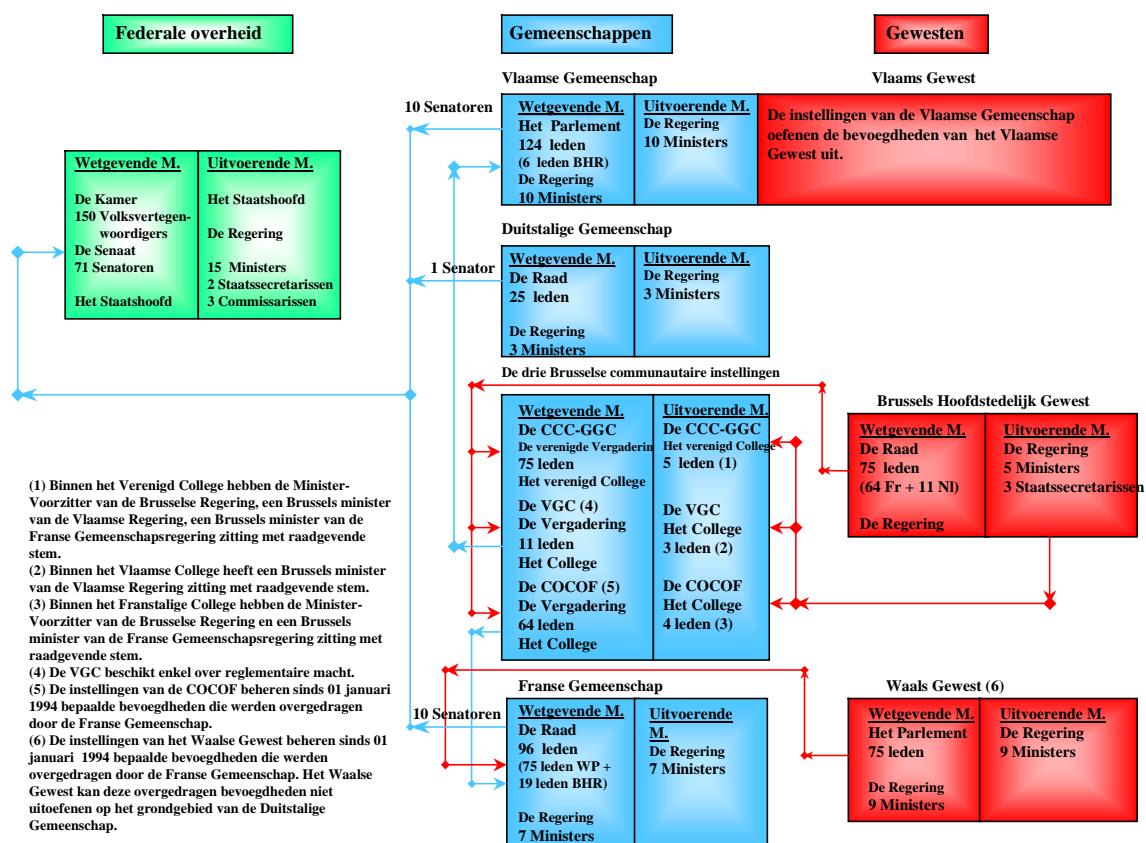 Federale overheid
Gemeenschappen
Gewesten
Vlaamse Gemeenschap
Vlaams Gewest
10 Senatoren
Wetgevende M.
Het Parlement
124 leden
(6 leden BHR)
De Regering
10 Ministers
Uitvoerende M.
De Regering
10 Ministers
De instellingen van de Vlaamse Gemeenschap
oefenen de bevoegdheden van het Vlaamse
Gewest uit.
Wetgevende M.
De Kamer
150 Volksvertegen-
woordigers
De Senaat
71 Senatoren
Het Staatshoofd
Uitvoerende M.
Het Staatshoofd
De Regering
15 Ministers
2 Staatssecretarissen
3 Commissarissen
Duitstalige Gemeenschap
1 Senator
Wetgevende M.
De Raad
25 leden
De Regering
3 Ministers
Uitvoerende M.
De Regering
3 Ministers
De drie Brusselse communautaire instellingen
Wetgevende M.
De CCC-GGC
De verenigde Vergaderin
75 leden
Het verenigd College
De VGC (4)
De Vergadering
11 leden
Het College
De COCOF (5)
De Vergadering
64 leden
Het College
Uitvoerende M.
De CCC-GGC
Het verenigd College
5 leden (1)
De VGC
Het College
3 leden (2)
De COCOF
Het College
4 leden (3)
Brussels Hoofdstedelijk Gewest
Wetgevende M.
De Raad
75 leden
(64 Fr + 11 Nl)
De Regering
Uitvoerende M.
De Regering
5 Ministers
3 Staatssecretarissen
(1) Binnen het Verenigd College hebben de Minister-
Voorzitter van de Brusselse Regering, een Brussels minister
van de Vlaamse Regering, een Brussels minister van de
Franse Gemeenschapsregering zitting met raadgevende
stem.
(2) Binnen het Vlaamse College heeft een Brussels minister
van de Vlaamse Regering zitting met raadgevende stem.
(3) Binnen het Franstalige College hebben de Minister-
Voorzitter van de Brusselse Regering en een Brussels
minister van de Franse Gemeenschapsregering zitting met
raadgevende stem.
(4) De VGC beschikt enkel over reglementaire macht.
(5) De instellingen van de COCOF beheren sinds 01 januari
1994 bepaalde bevoegdheden die werden overgedragen
door de Franse Gemeenschap.
(6) De instellingen van het Waalse Gewest beheren sinds 01
januari 1994 bepaalde bevoegdheden die werden
overgedragen door de Franse Gemeenschap. Het Waalse
Gewest kan deze overgedragen bevoegdheden niet
uitoefenen op het grondgebied van de Duitstalige
Gemeenschap.
Franse Gemeenschap
10 Senatoren
Wetgevende M.
De Raad
96 leden
(75 leden WP +
19 leden BHR)
De Regering
7 Ministers
Uitvoerende
M.
De Regering
7 Ministers
Waals Gewest (6)
Wetgevende M.
Het Parlement
75 leden
De Regering
9 Ministers
Uitvoerende M.
De Regering
9 Ministers